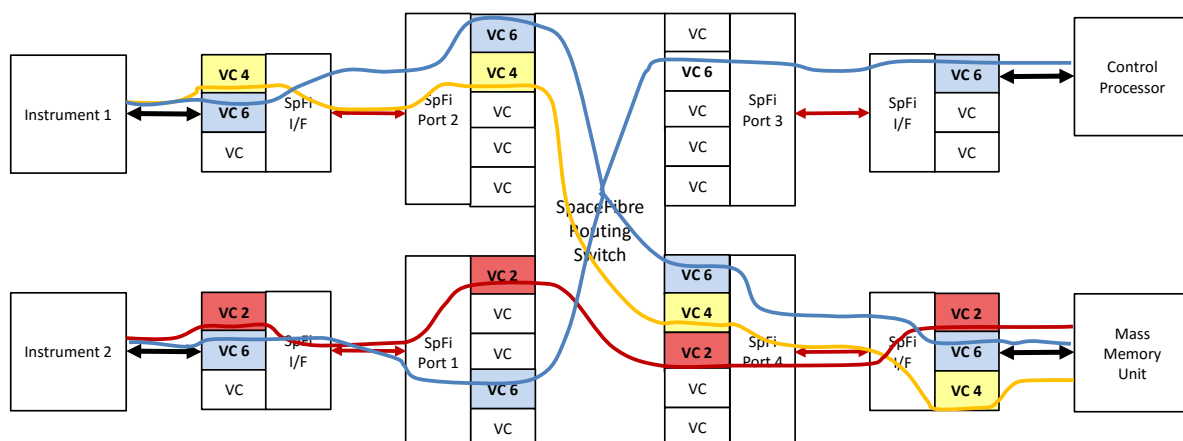 Instrument 1
VC 4
VC 6
VC
SpFi
I/F
SpFi
Port 2
VC 6
VC 4
VC
VC
VC
SpaceFibre
Routing
Switch
VC
VC 6
VC
VC
VC
SpFi
Port 3
SpFi
I/F
VC 6
VC
VC
Control
Processor
Instrument 2
VC 2
VC 6
VC
SpFi
I/F
SpFi
Port 1
VC 2
VC
VC
VC 6
VC
VC 6
VC 4
VC 2
VC
VC
SpFi
Port 4
SpFi
I/F
VC 2
VC 6
VC 4
Mass
Memory
Unit